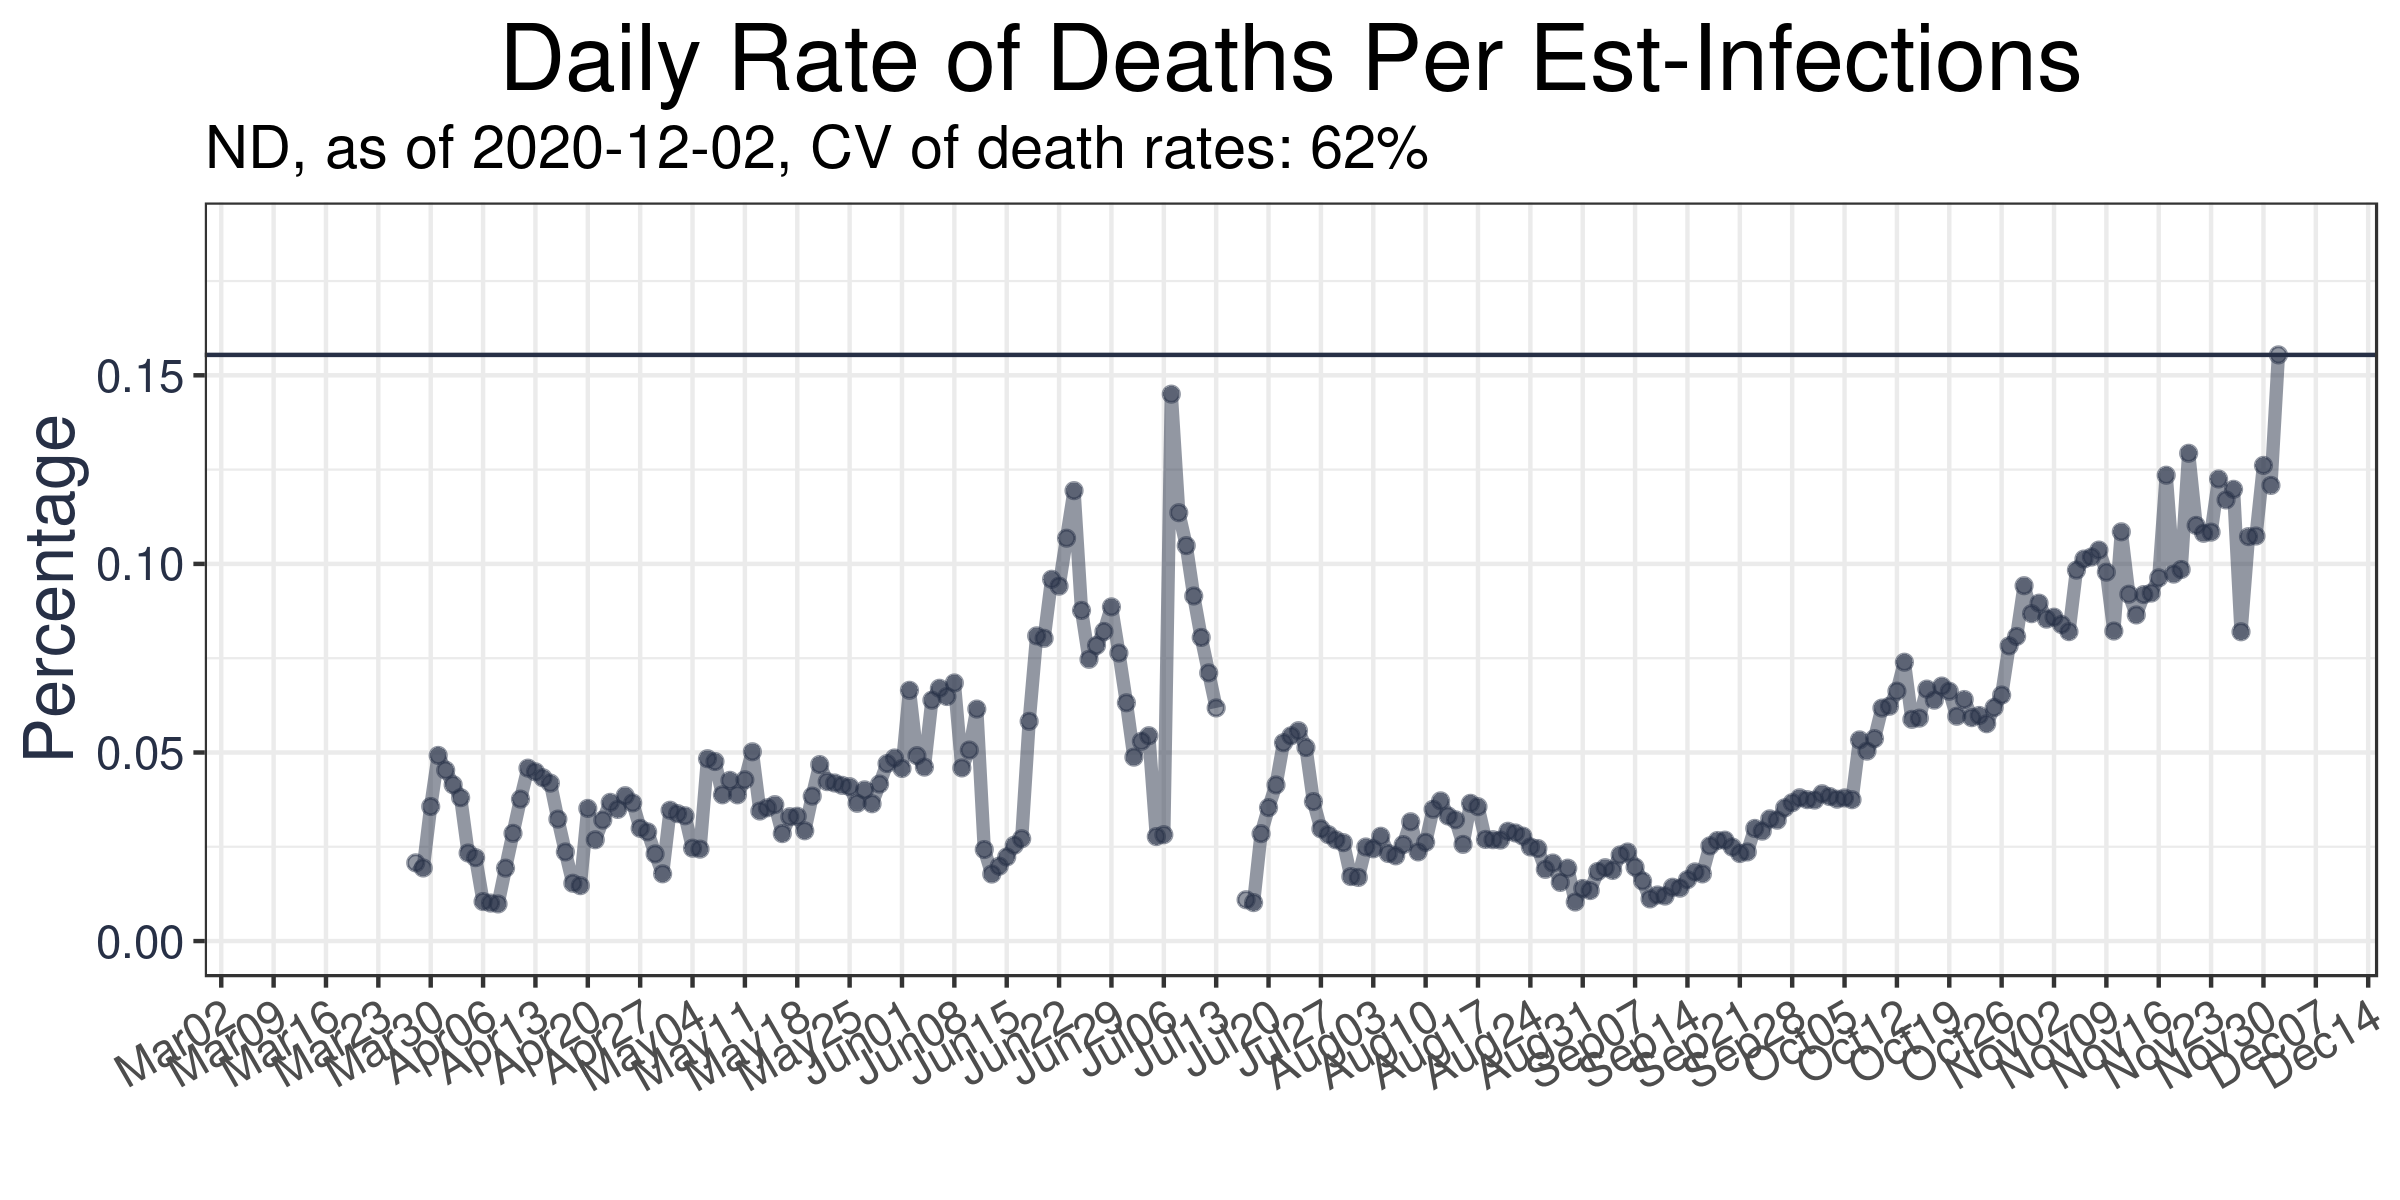 Daily Rate of Deaths Per Est-Infections
ND, as of 2020-12-02, CV of death rates: 62%
Percentage
0.15
0.10
0.05
0.00
Mar02
Mar09
Mar16
Mar23
Mar30
Apr06
Apr13
Apr20
Apr27
May04
May11
May18
May25
Jun01
Jun08
Jun15
Jun22
Jun29
Jul06
Jul13
Jul20
Jul27
Aug03
Aug10
Aug17
Aug24
Aug31
Sep07
Sep14
Sep21
Sep28
Oct05
Oct12
Oct19
Oct26
Nov02
Nov09
Nov16
Nov23
Nov30
Dec07
Dec14